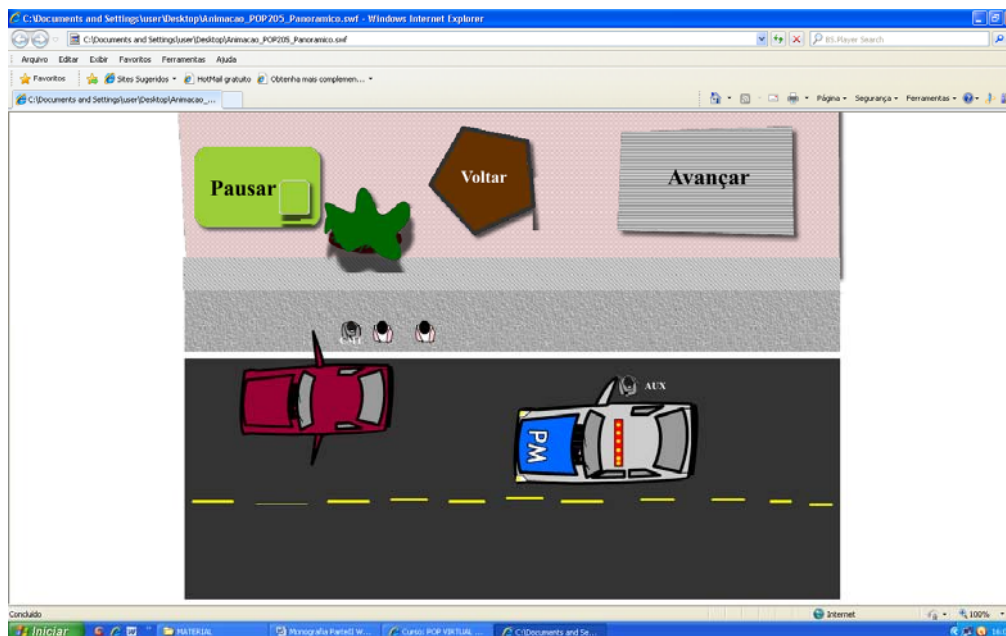 C:\Documents and Settings\user\Desktop\Animacao_POP205_Panoramico.swf - Windows Internet Explorer
C:\Documents and Settings\user\Desktop\Animacao_POP205_Panoramico.swf
BS.Player Search
Arquivo Editar Exibir Favoritos Ferramentas Ajuda
Favoritos Sites Sugeridos HotMail gratuito Obtenha mais complemen...
C:\Documents and Settings\user\Desktop\Animacao_... Página Segurança Ferramentas
Pausar
Voltar
Avançar
CMT
AUX
PM
Concluído Internet 100%
Iniciar MATERIAL Monografia ParteII W... Curso: POP VIRTUAL ... C:\Documents and Se...